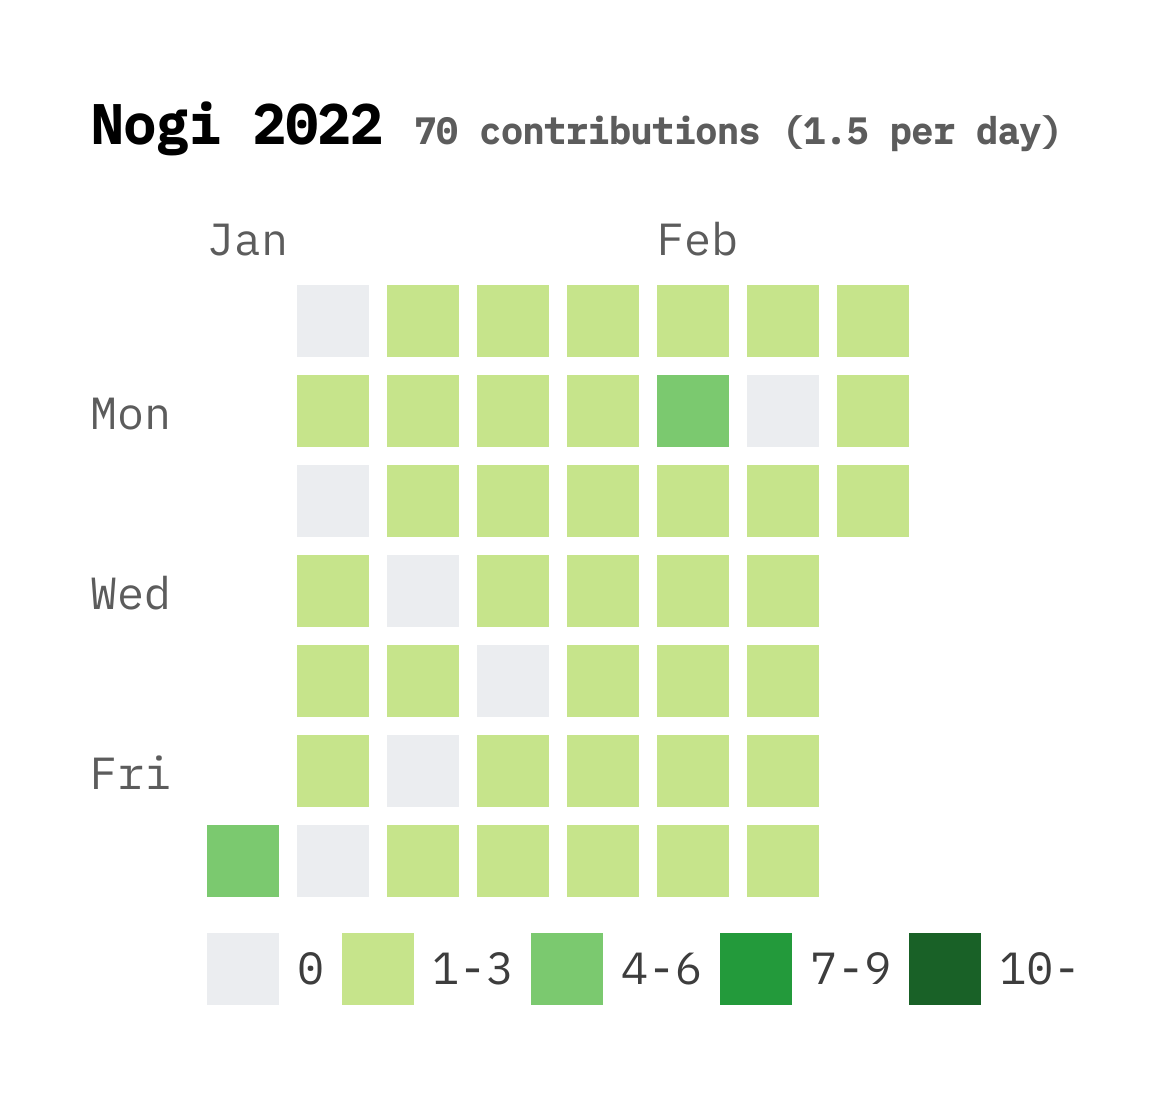 Nogi 2022 70 contributions (1.5 per day)
Jan Feb
Mon
Wed
Fri
0 1-3 4-6 7-9 10-